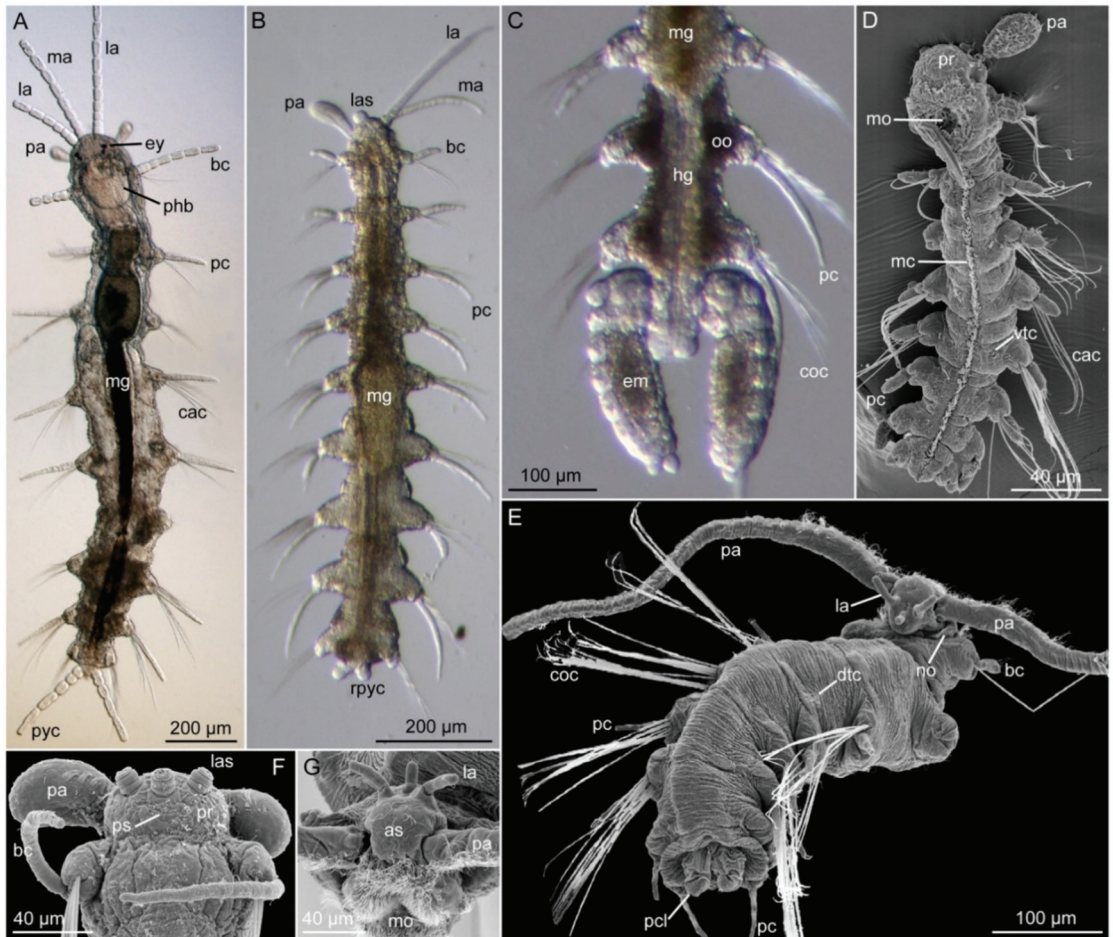 A
la
ma
la
pa
ey
bc
phb
pc
mg
cac
pyc
200 µm
B
la
pa
las
ma
bc
pc
mg
rpyc
200 µm
C
mg
oo
hg
pc
em
coc
100 µm
D
pa
pr
mo
mc
vtc
cac
pc
40 µm
E
pa
la
pa
no
bc
coc
dtc
pc
pcl
pc
100 µm
F
las
pa
ps
pr
bc
40 µm
G
la
as
pa
mo
40 µm